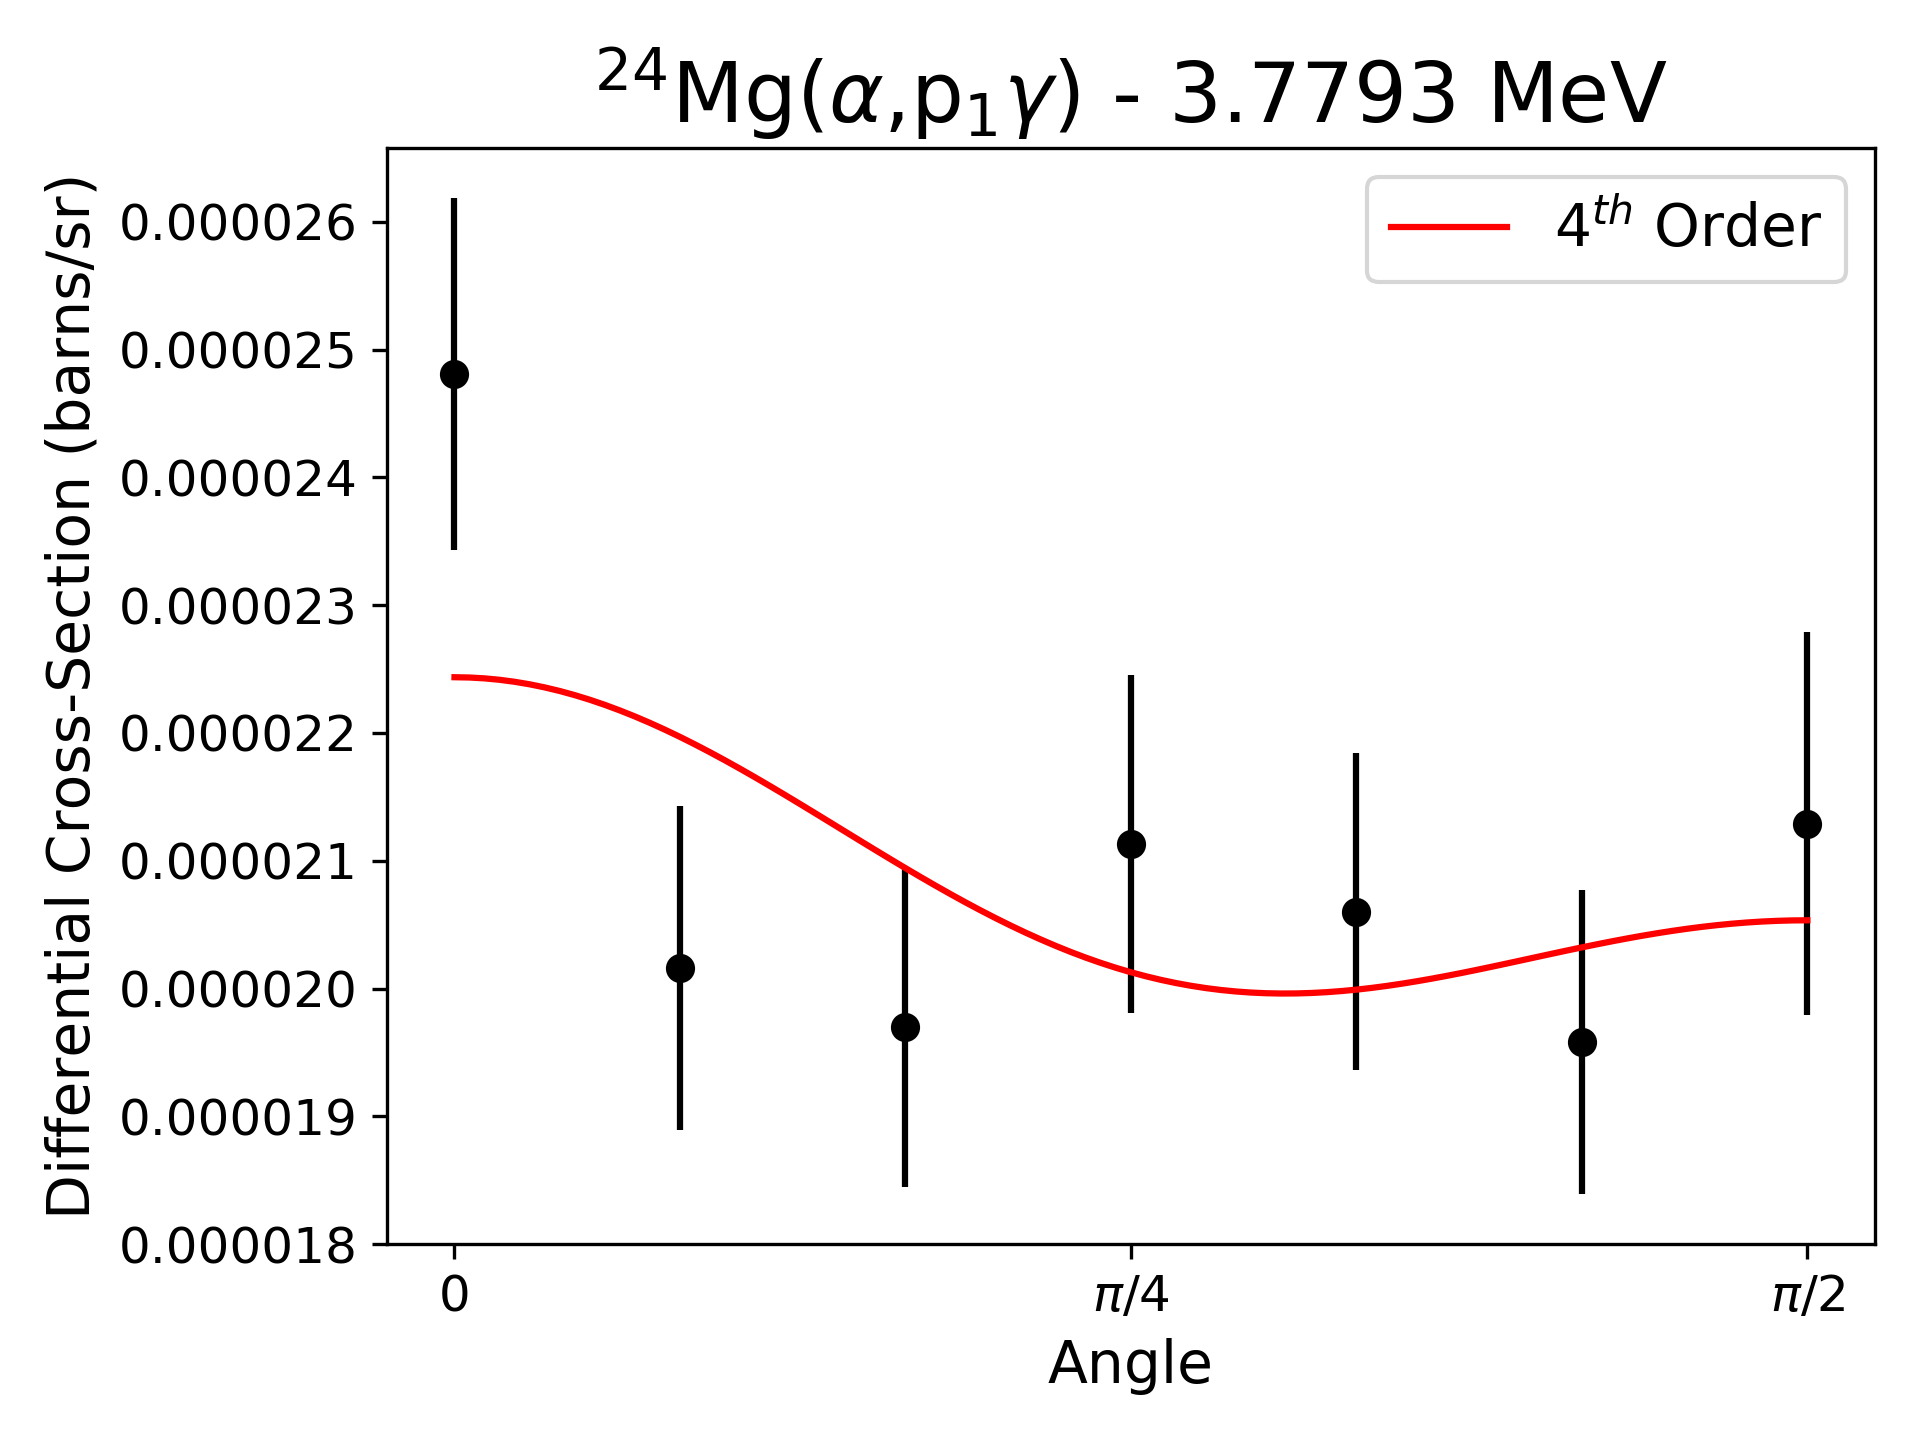 ²⁴Mg(α,p₁γ) - 3.7793 MeV
4ᵗʰ Order
Differential Cross-Section (barns/sr)
0.000026
0.000025
0.000024
0.000023
0.000022
0.000021
0.000020
0.000019
0.000018
0 π/4 π/2
Angle